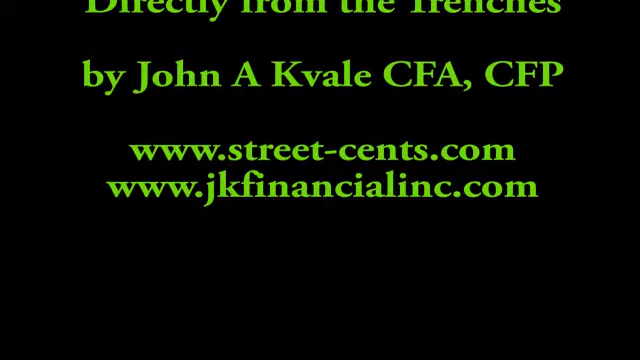 Directly from the Trenches
by John A Kvale CFA, CFP
www.street-cents.com
www.jkfinancialinc.com